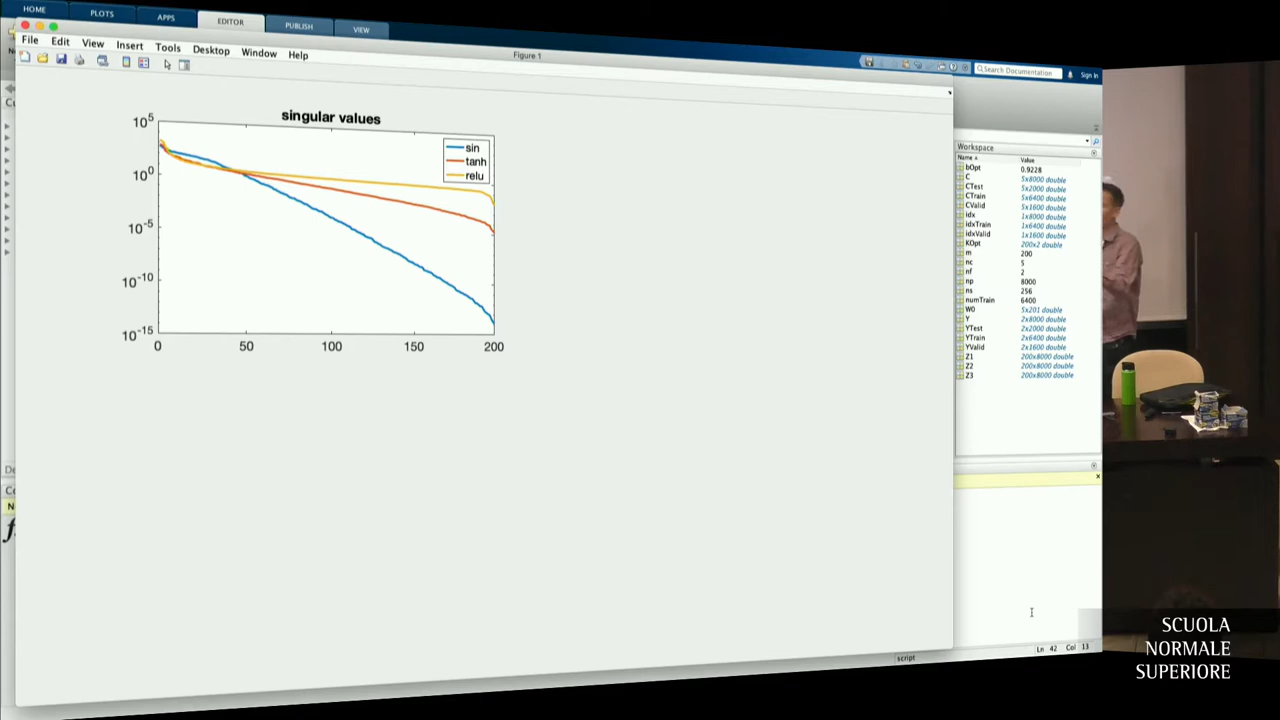 HOME PLOTS APPS EDITOR PUBLISH VIEW
Figure 1
File Edit View Insert Tools Desktop Window Help
Search Documentation Sign In
singular values
sin
tanh
relu
10^5
10^0
10^-5
10^-10
10^-15
0 50 100 150 200
Workspace
Name Value
bOpt 0.9228
C 5x8000 double
CTest 5x2000 double
CTrain 5x6400 double
CValid 5x1600 double
idx 1x8000 double
idxTrain 1x6400 double
idxValid 1x1600 double
KOpt 200x2 double
m 200
nc 5
nf 2
np 8000
ns 256
numTrain 6400
W0 5x201 double
Y 2x8000 double
YTest 2x2000 double
YTrain 2x6400 double
YValid 2x1600 double
Z1 200x8000 double
Z2 200x8000 double
Z3 200x8000 double
script Ln 42 Col 13
SCUOLA
NORMALE
SUPERIORE